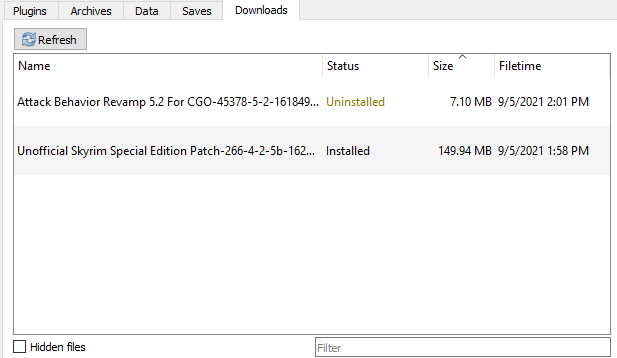 Plugins Archives Data Saves Downloads
Refresh
Name Status Size Filetime
Attack Behavior Revamp 5.2 For CGO-45378-5-2-161849... Uninstalled 7.10 MB 9/5/2021 2:01 PM
Unofficial Skyrim Special Edition Patch-266-4-2-5b-162... Installed 149.94 MB 9/5/2021 1:58 PM
Hidden files Filter